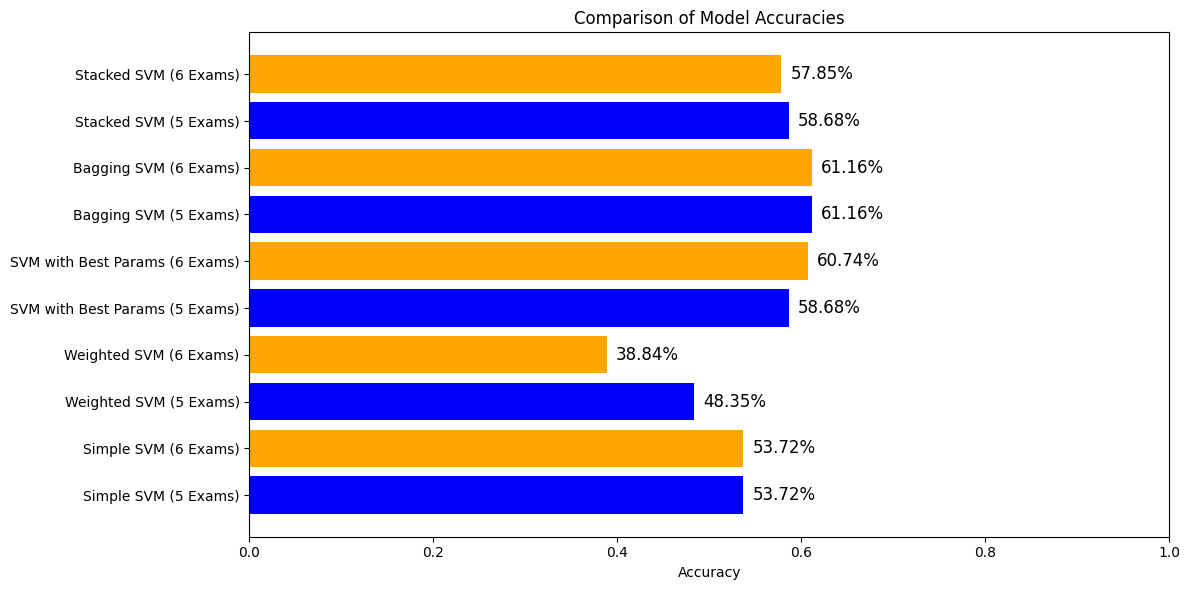 Comparison of Model Accuracies
Stacked SVM (6 Exams) 57.85%
Stacked SVM (5 Exams) 58.68%
Bagging SVM (6 Exams) 61.16%
Bagging SVM (5 Exams) 61.16%
SVM with Best Params (6 Exams) 60.74%
SVM with Best Params (5 Exams) 58.68%
Weighted SVM (6 Exams) 38.84%
Weighted SVM (5 Exams) 48.35%
Simple SVM (6 Exams) 53.72%
Simple SVM (5 Exams) 53.72%
0.0 0.2 0.4 0.6 0.8 1.0
Accuracy